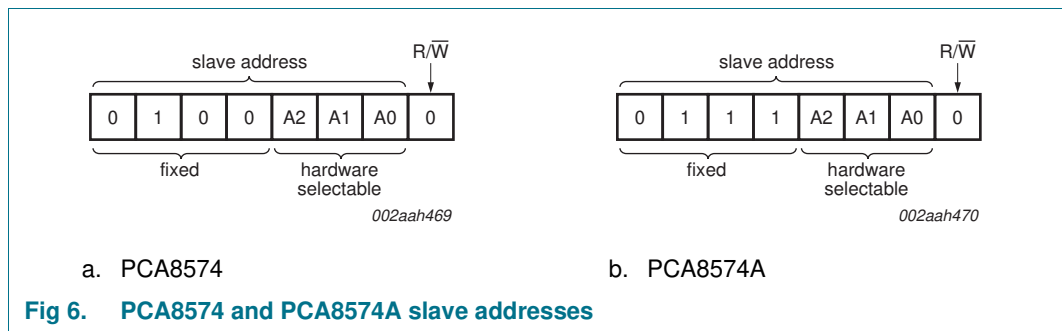 R/W̅
slave address
0 1 0 0 A2 A1 A0 0
fixed
hardware
selectable
002aah469
a. PCA8574
R/W̅
slave address
0 1 1 1 A2 A1 A0 0
fixed
hardware
selectable
002aah470
b. PCA8574A
Fig 6. PCA8574 and PCA8574A slave addresses